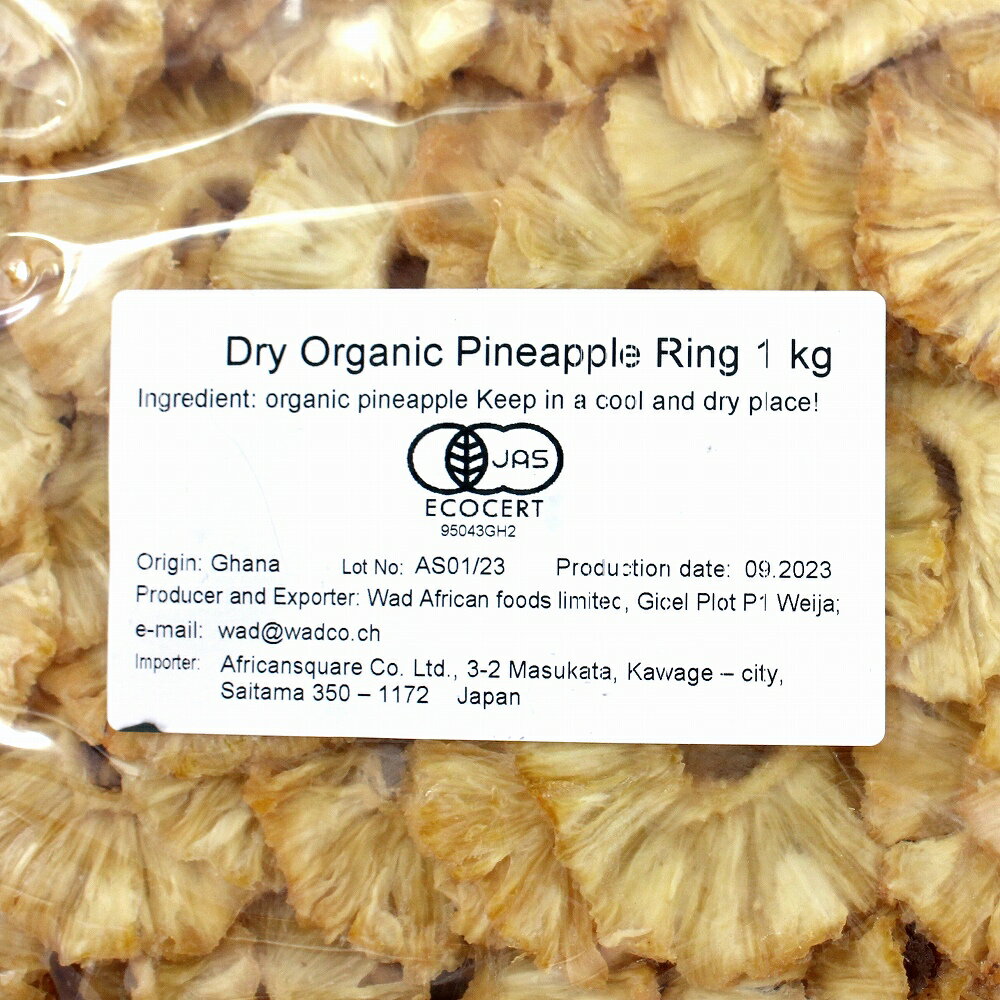 Dry Organic Pineapple Ring 1 kg
Ingredient: organic pineapple Keep in a cool and dry place!
JAS
ECOCERT
95043GH2
Origin: Ghana Lot No: AS01/23 Production date: 09.2023
Producer and Exporter: Wad African foods limited, Gicel Plot P1 Weija;
e-mail: wad@wadco.ch
Importer: Africansquare Co. Ltd., 3-2 Masukata, Kawage – city,
Saitama 350 – 1172 Japan